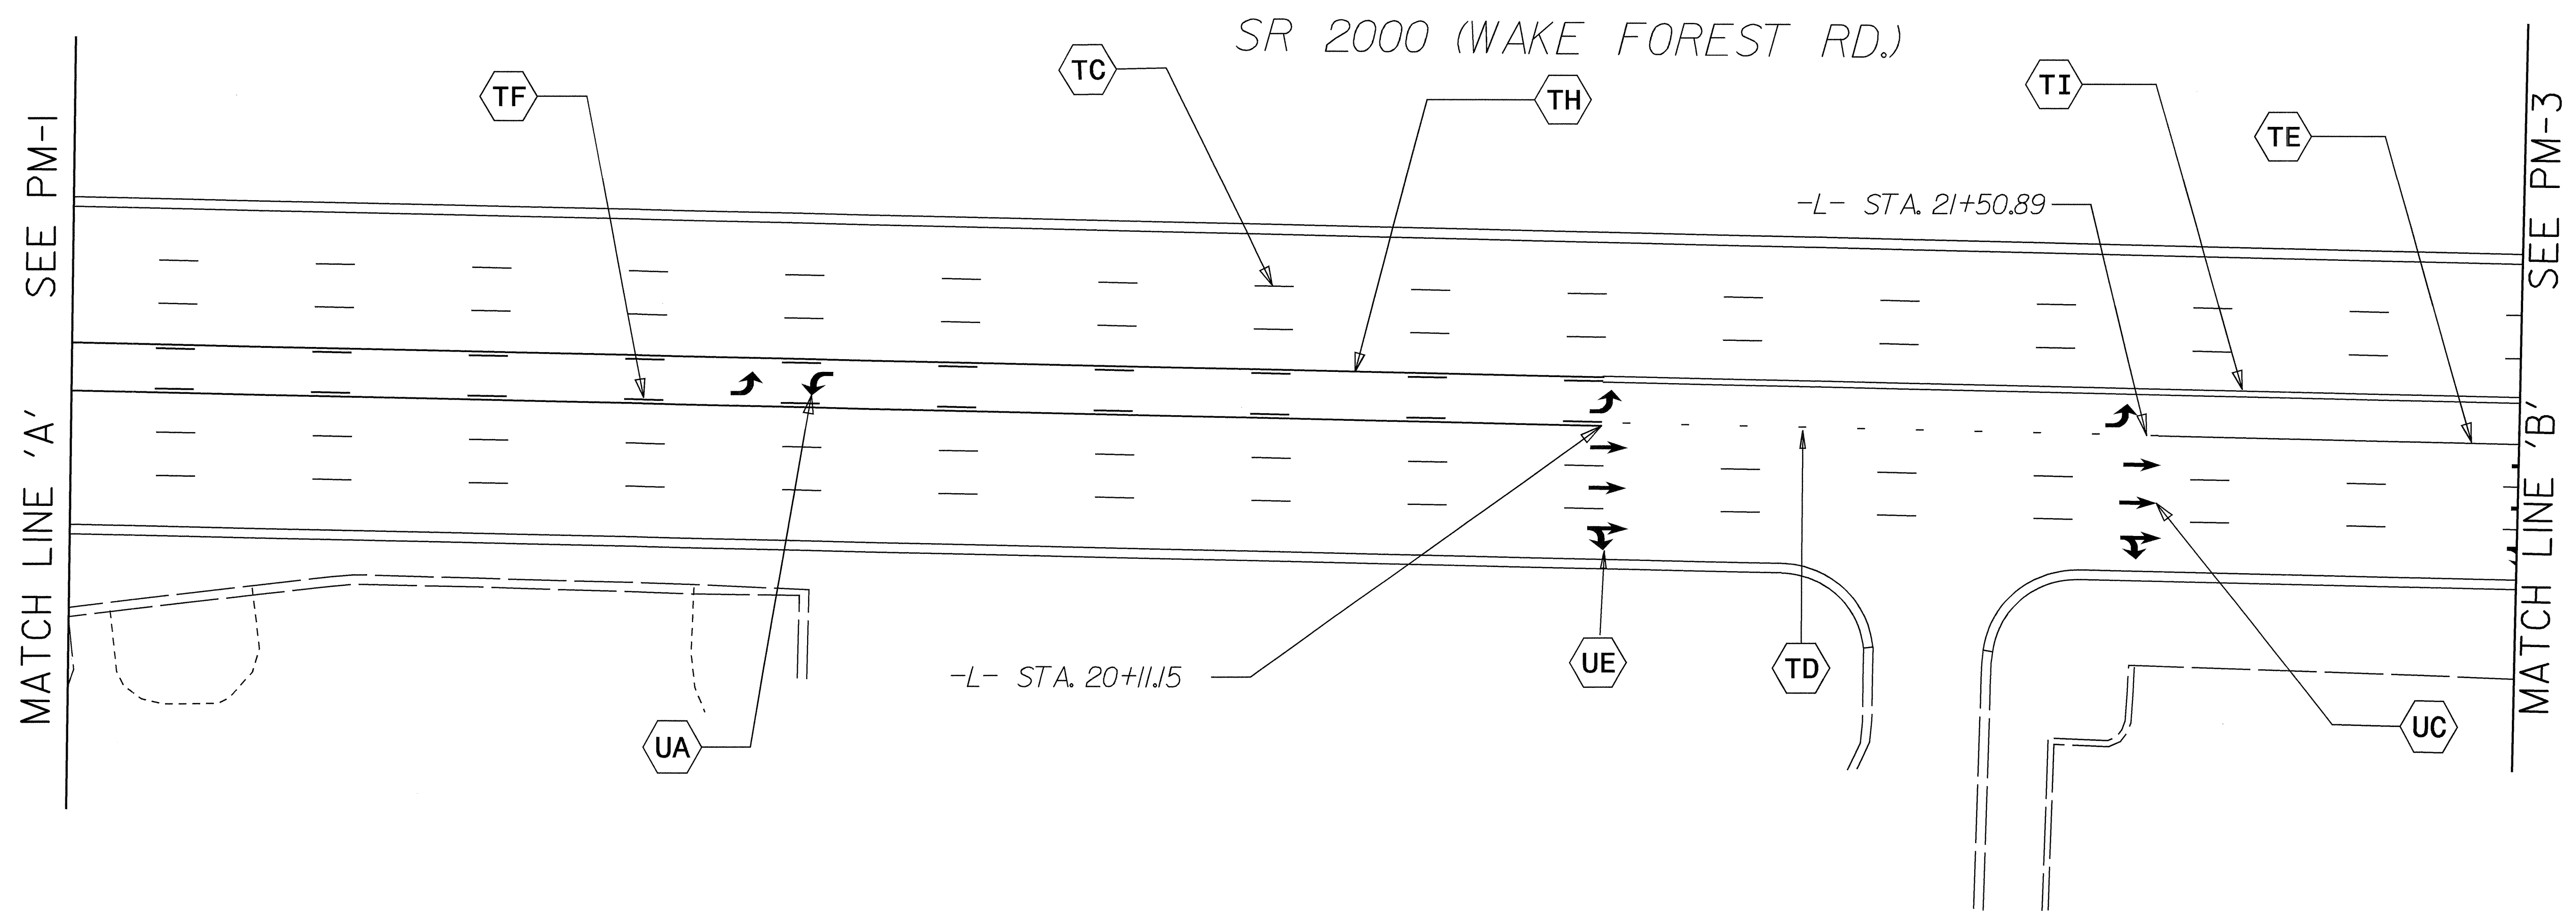 SR 2000 (WAKE FOREST RD.)
TF
TC
TH
TI
TE
-L- STA. 21+50.89
MATCH LINE 'A' SEE PM-1
MATCH LINE 'B' SEE PM-3
-L- STA. 20+11.15
UE
TD
UA
UC